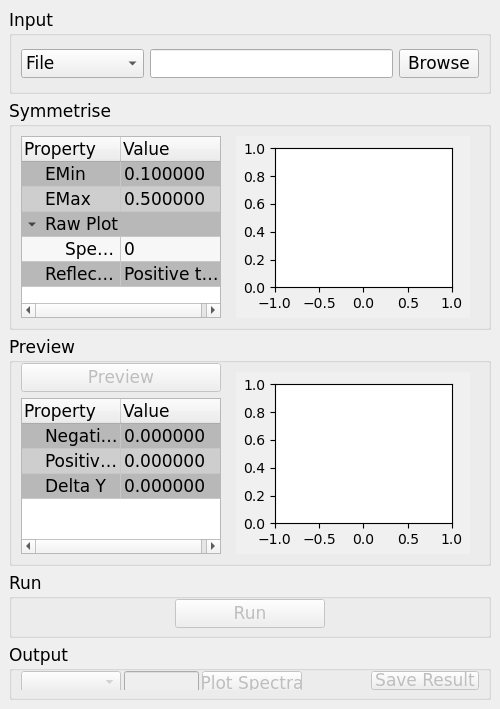 Input
File Browse
Symmetrise
Property Value
EMin 0.100000
EMax 0.500000
Raw Plot
Spe... 0
Reflec... Positive t...
1.0
0.8
0.6
0.4
0.2
0.0
−1.0 −0.5 0.0 0.5 1.0
Preview
Preview
Property Value
Negati... 0.000000
Positiv... 0.000000
Delta Y 0.000000
1.0
0.8
0.6
0.4
0.2
0.0
−1.0 −0.5 0.0 0.5 1.0
Run
Run
Output
Plot Spectra Save Result